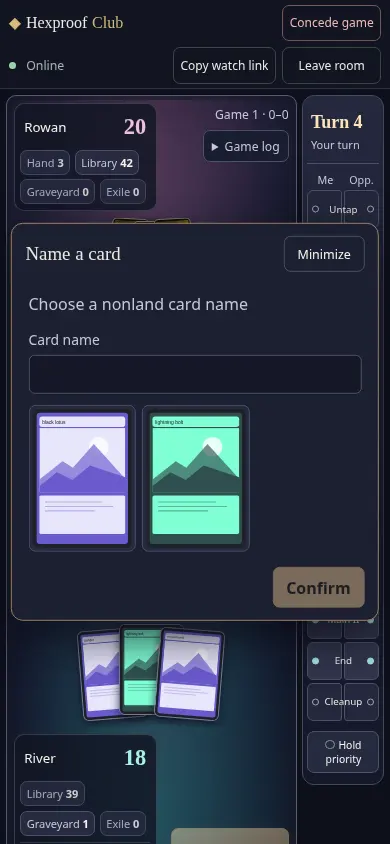 Hexproof Club
Concede game
Online
Copy watch link
Leave room
Rowan
20
Hand 3
Library 42
Graveyard 0
Exile 0
Game 1 · 0–0
Game log
Turn 4
Your turn
Me
Opp.
Untap
Name a card
Minimize
Choose a nonland card name
Card name
black lotus
lightning bolt
Confirm
End
Cleanup
Hold priority
River
18
Library 39
Graveyard 1
Exile 0